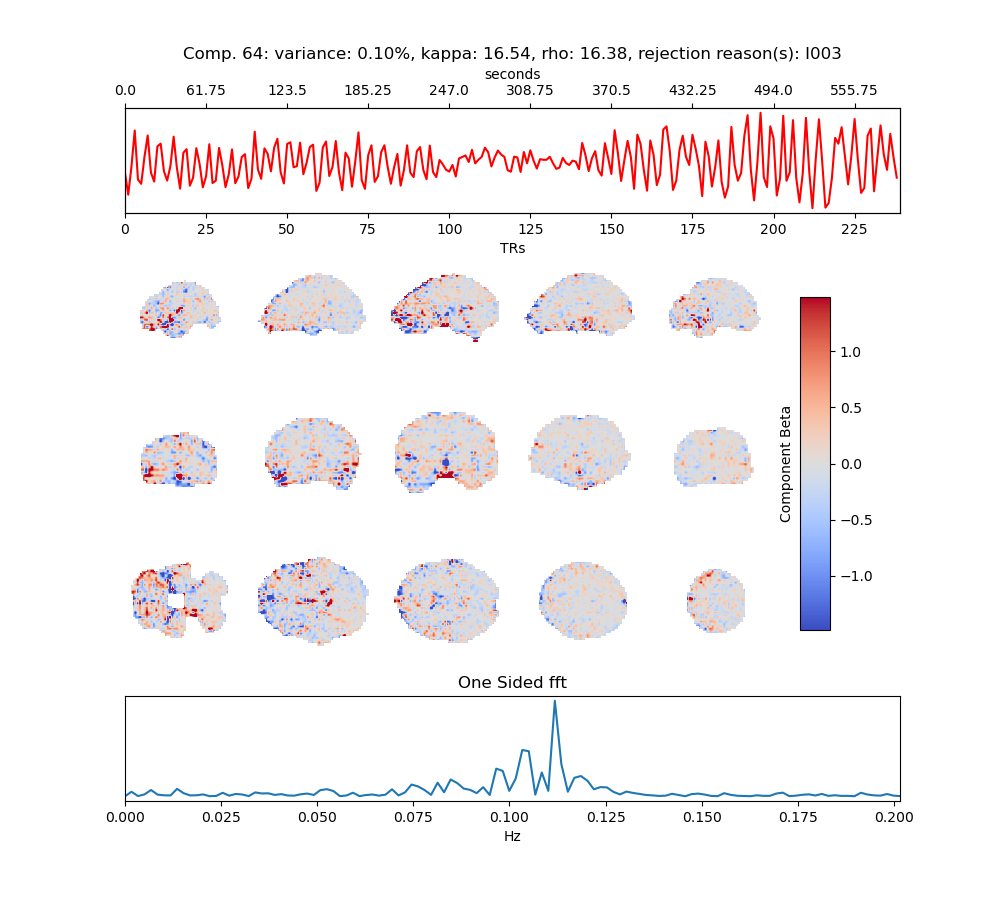 Comp. 64: variance: 0.10%, kappa: 16.54, rho: 16.38, rejection reason(s): I003
seconds
0.0 61.75 123.5 185.25 247.0 308.75 370.5 432.25 494.0 555.75
0 25 50 75 100 125 150 175 200 225
TRs
1.0
0.5
0.0
−0.5
−1.0
Component Beta
One Sided fft
0.000 0.025 0.050 0.075 0.100 0.125 0.150 0.175 0.200
Hz